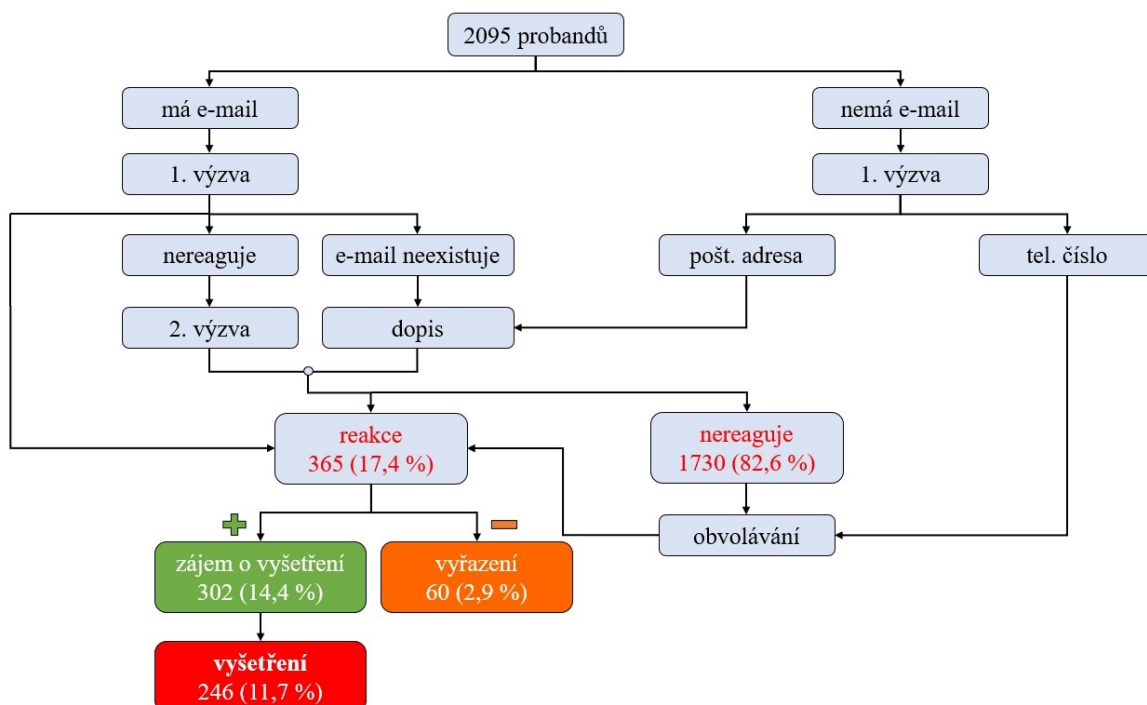 2095 probandů
má e-mail
nemá e-mail
1. výzva
1. výzva
nereaguje
e-mail neexistuje
pošt. adresa
tel. číslo
2. výzva
dopis
reakce
365 (17,4 %)
nereaguje
1730 (82,6 %)
obvolávání
zájem o vyšetření
302 (14,4 %)
vyřazení
60 (2,9 %)
vyšetření
246 (11,7 %)